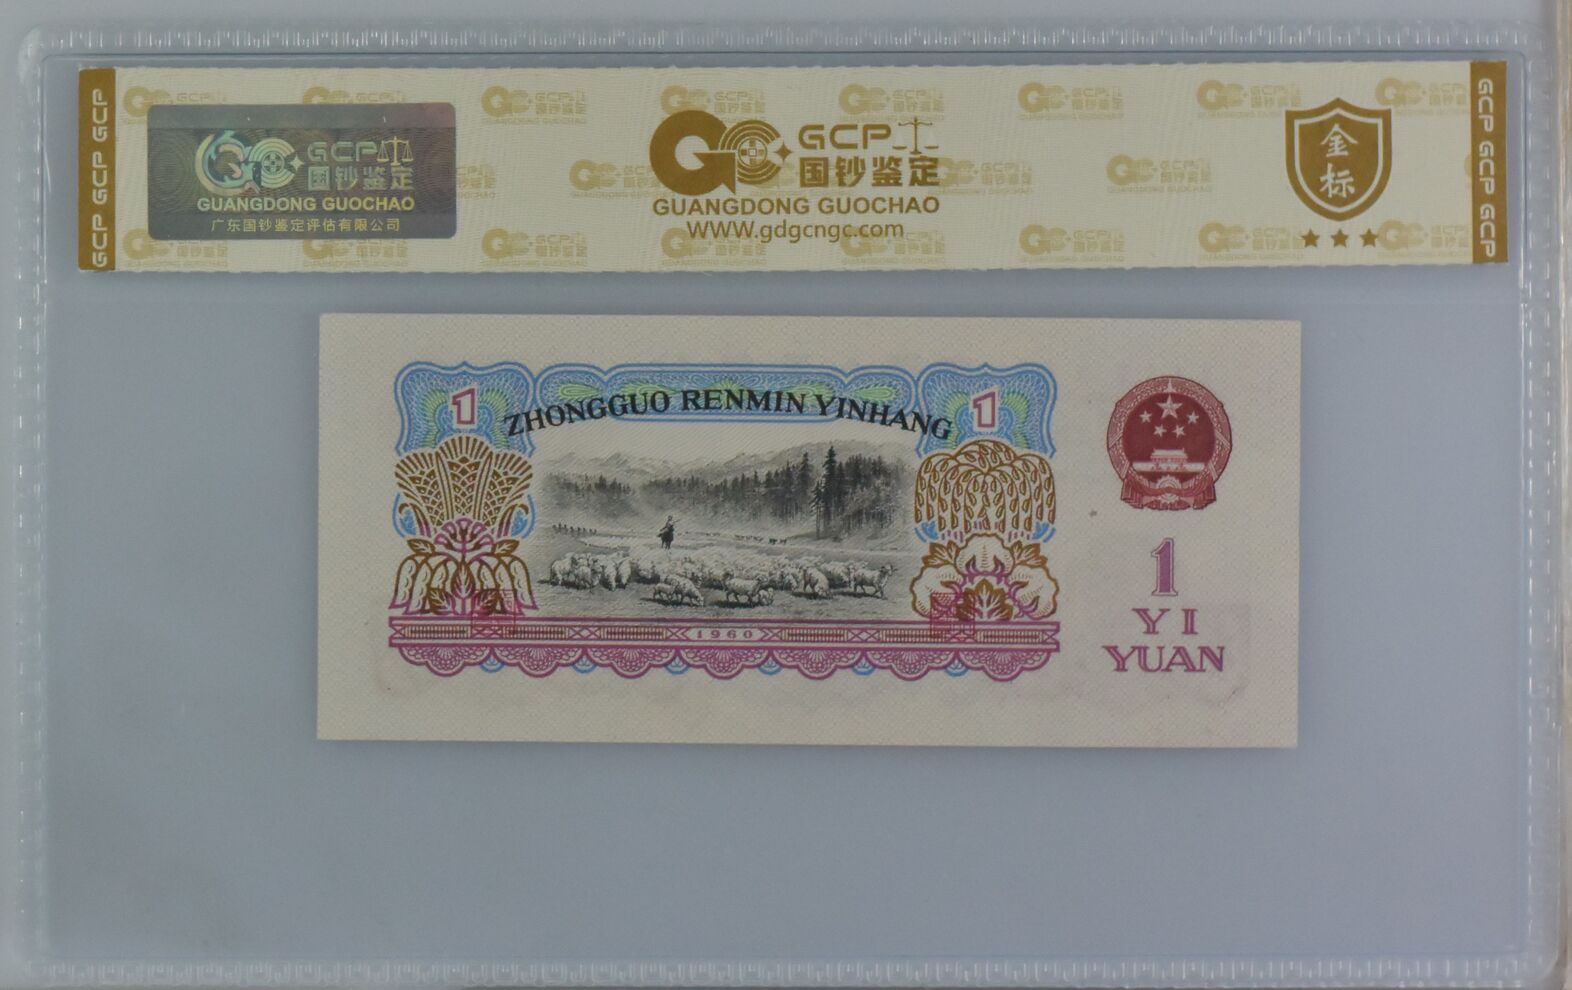 GCP GCP GCP
GCP
国钞鉴定
GUANGDONG GUOCHAO
广东国钞鉴定评估有限公司
GCP
国钞鉴定
GUANGDONG GUOCHAO
WWW.gdgcngc.com
金标
GCP GCP GCP
1
ZHONGGUO RENMIN YINHANG
1
1960
1
YI
YUAN